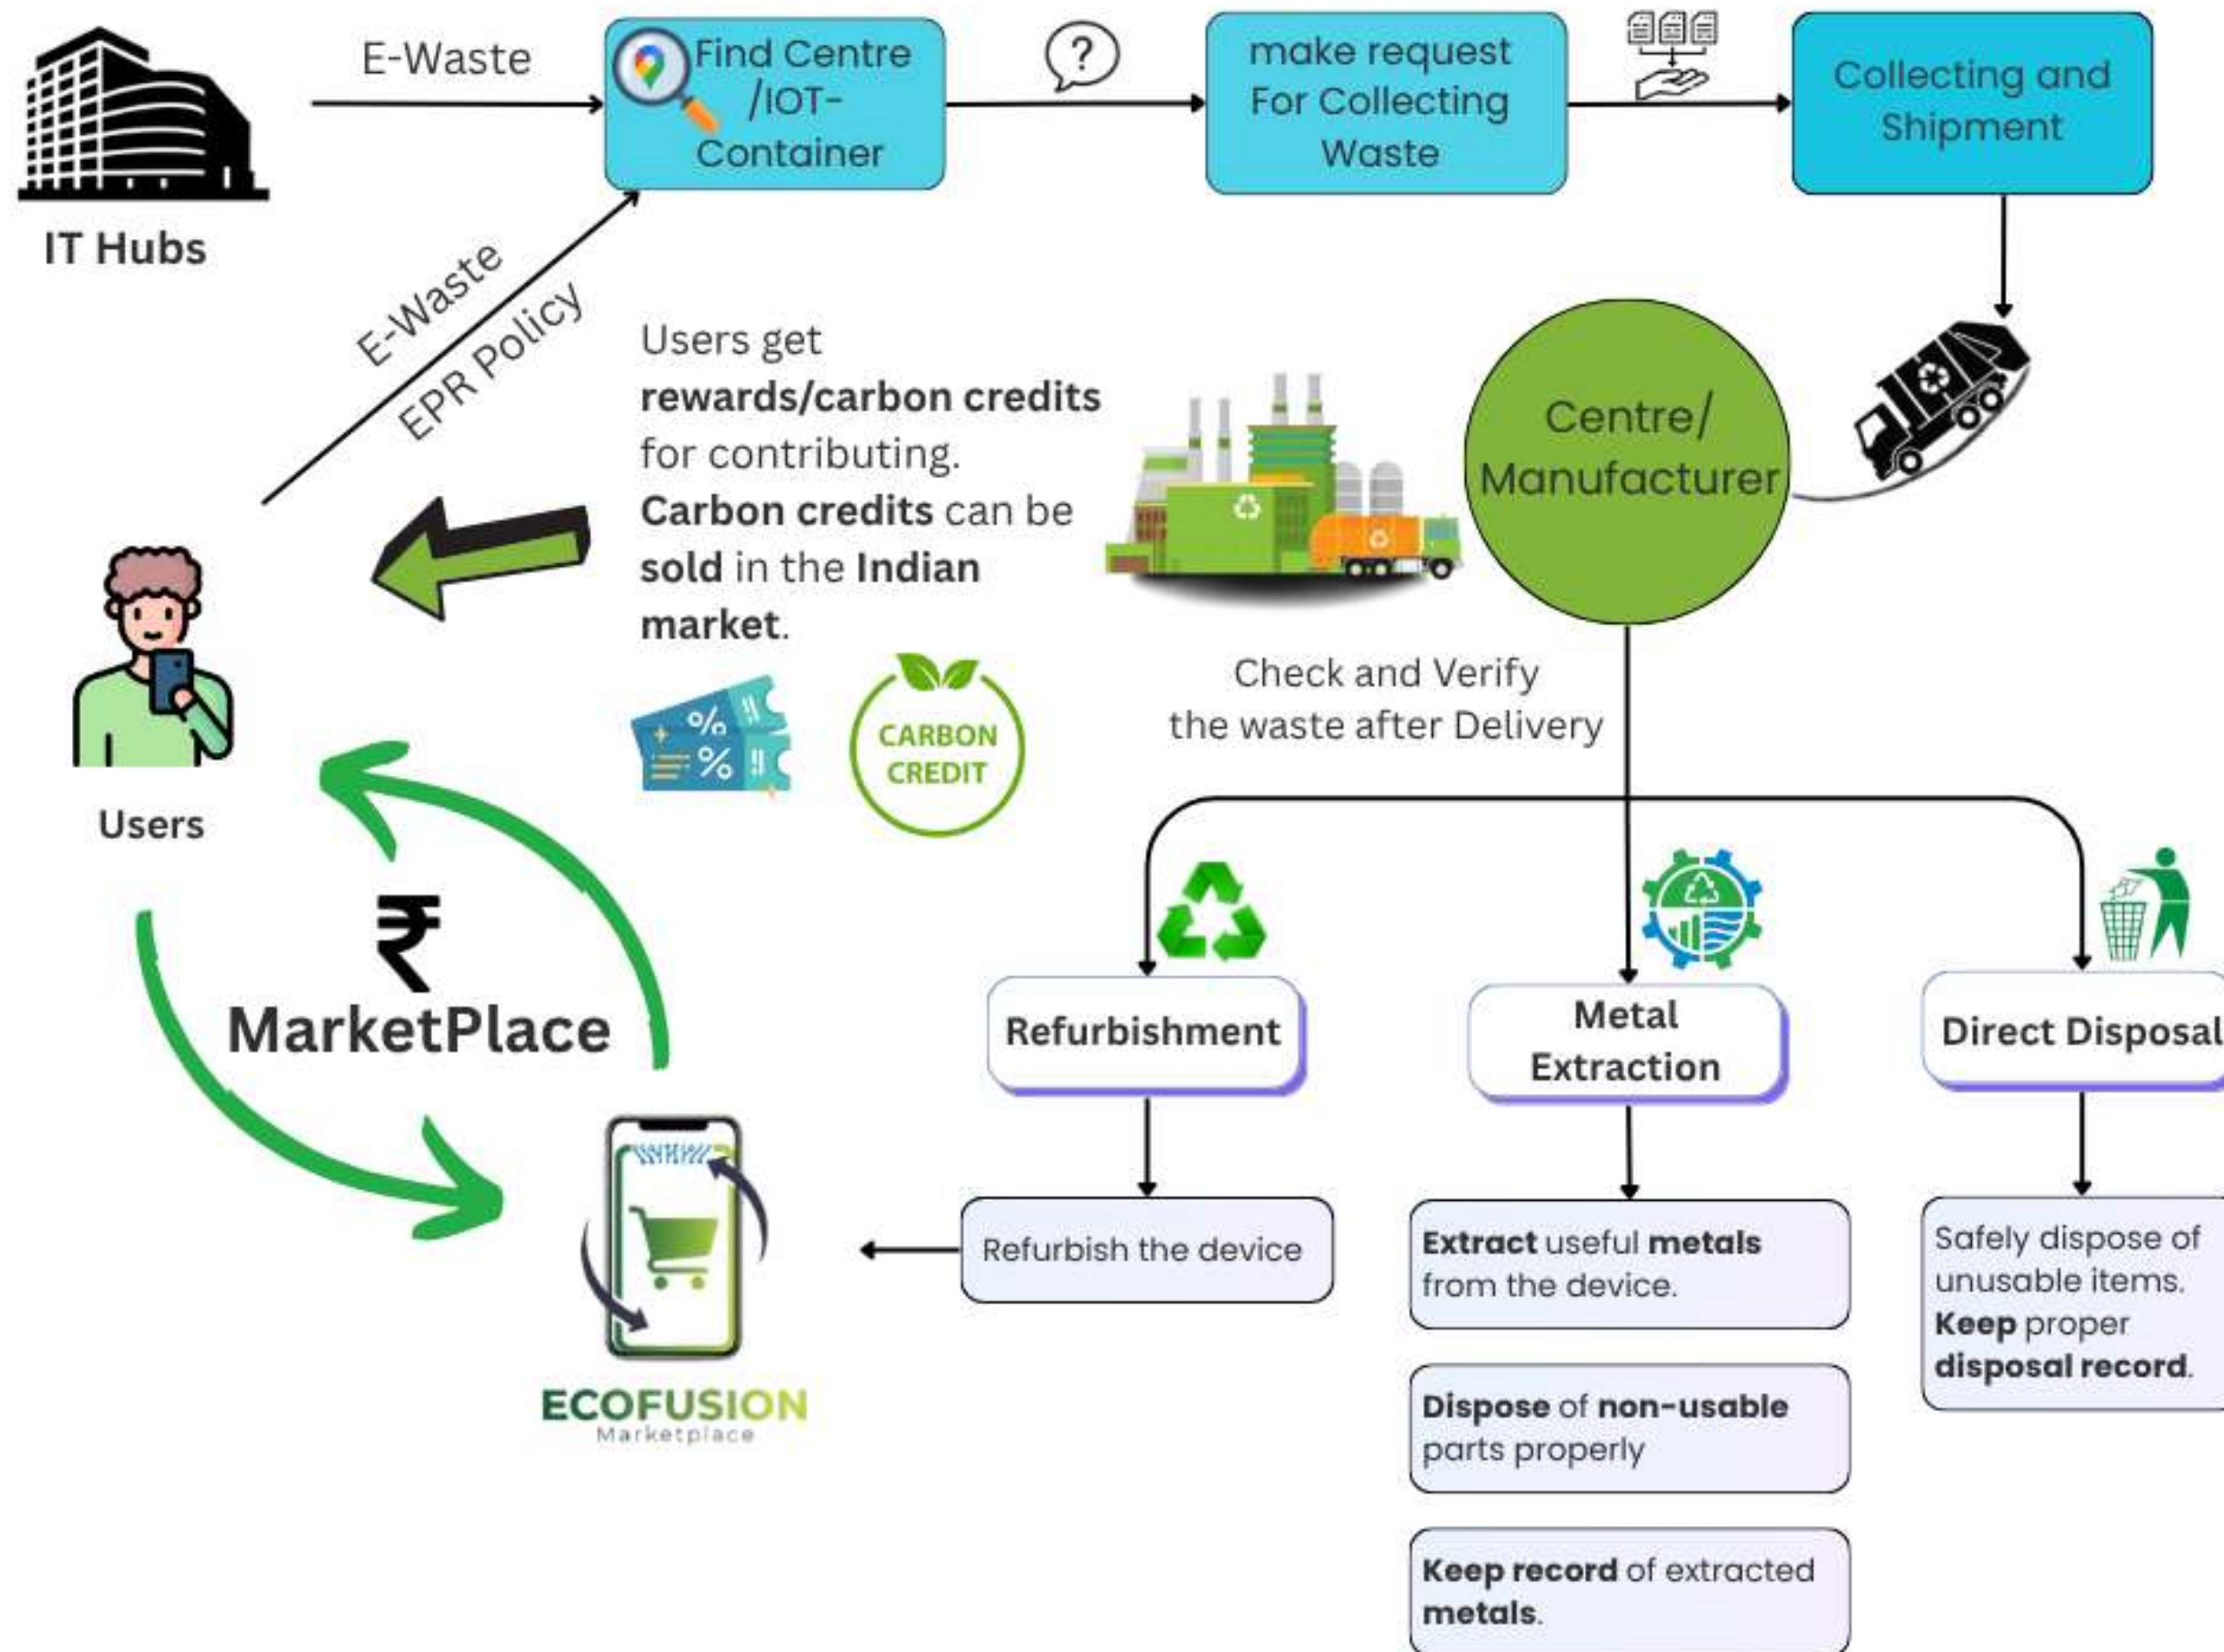 E-Waste
Find Centre
/IOT-
Container
?
make request
For Collecting
Waste
Collecting and
Shipment
IT Hubs
E-Waste
EPR Policy
Users get
rewards/carbon credits
for contributing.
Carbon credits can be
sold in the Indian
market.
Centre/
Manufacturer
% !!
% !!
CARBON
CREDIT
Check and Verify
the waste after Delivery
Users
₹
MarketPlace
Refurbishment
Metal
Extraction
Direct Disposal
Refurbish the device
Extract useful metals
from the device.
Dispose of non-usable
parts properly
Keep record of extracted
metals.
Safely dispose of
unusable items.
Keep proper
disposal record.
ECOFUSION
Marketplace